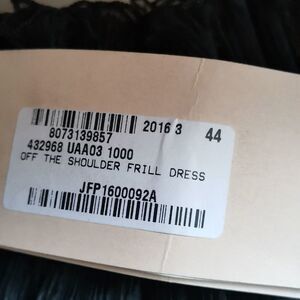 8073139857 2016 3 44
432968 UAA03 1000
OFF THE SHOULDER FRILL DRESS
JFP1600092A